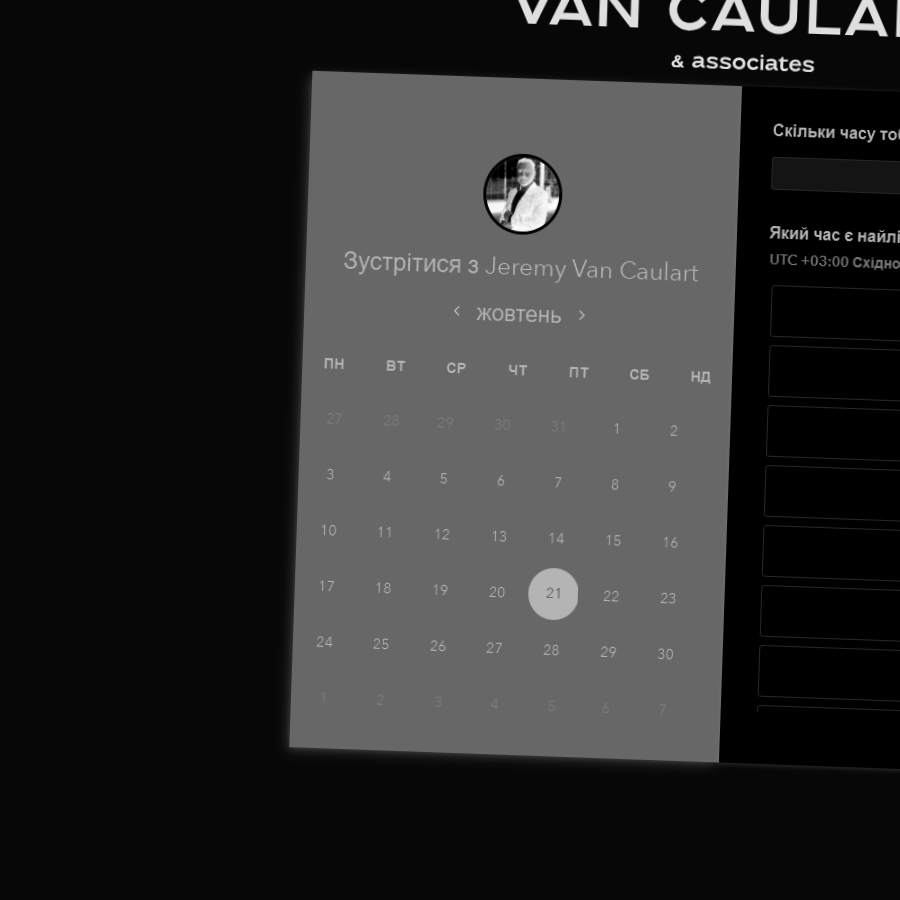 VAN CAULA
& associates
Зустрітися з Jeremy Van Caulart
‹ жовтень ›
ПН ВТ СР ЧТ ПТ СБ НД
27 28 29 30 31 1 2
3 4 5 6 7 8 9
10 11 12 13 14 15 16
17 18 19 20 21 22 23
24 25 26 27 28 29 30
1 2 3 4 5 6 7
Скільки часу
Який час є
UTC +03:00